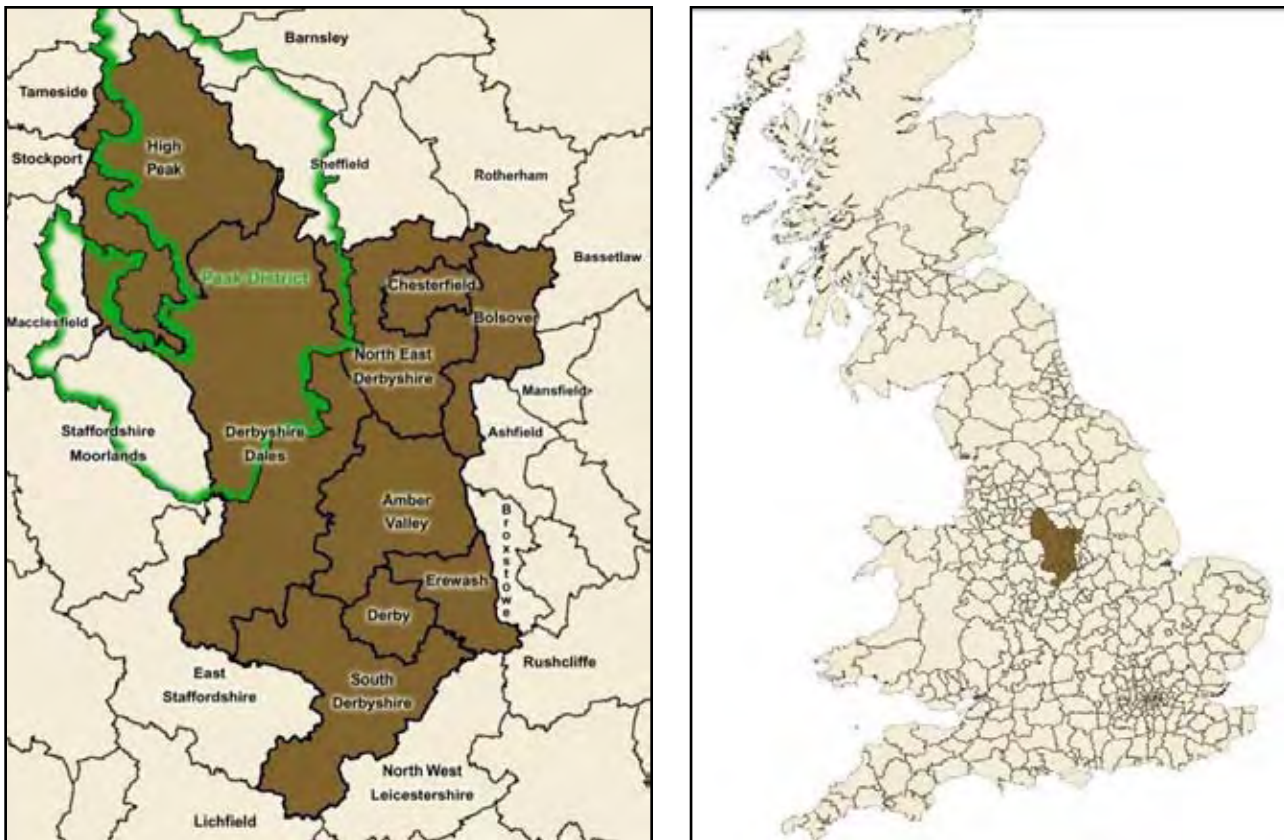 Barnsley
Tameside
High
Peak
Stockport
Sheffield
Rotherham
Bassetlaw
Peak District
Chesterfield
Bolsover
Macclesfield
North East
Derbyshire
Mansfield
Staffordshire
Moorlands
Derbyshire
Dales
Ashfield
Amber
Valley
Broxstowe
Erewash
Derby
Rushcliffe
East
Staffordshire
South
Derbyshire
North West
Leicestershire
Lichfield